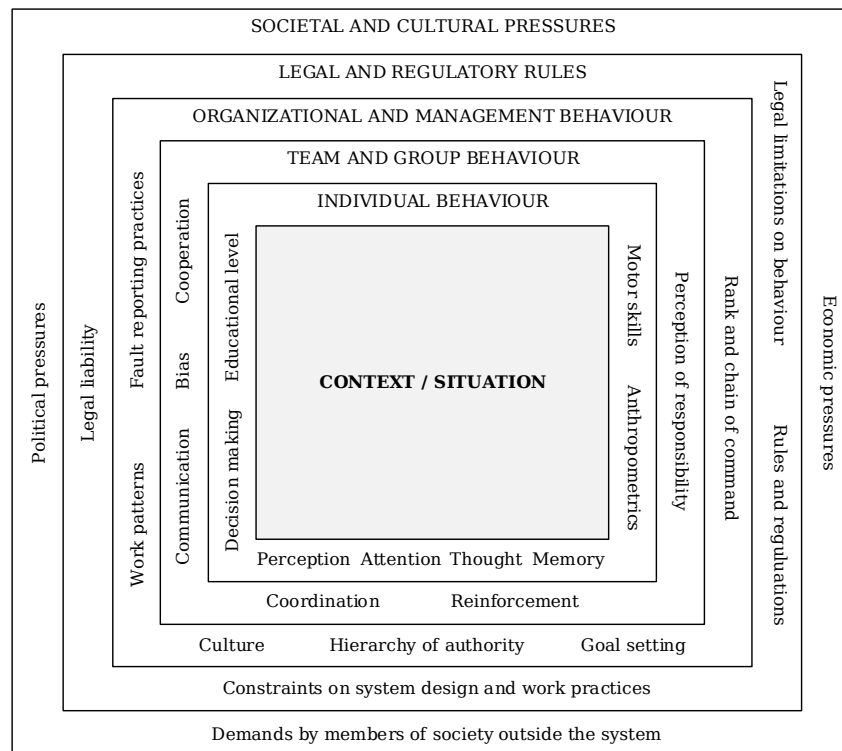 SOCIETAL AND CULTURAL PRESSURES
LEGAL AND REGULATORY RULES
ORGANIZATIONAL AND MANAGEMENT BEHAVIOUR
TEAM AND GROUP BEHAVIOUR
INDIVIDUAL BEHAVIOUR
CONTEXT / SITUATION
Political pressures
Legal liability
Fault reporting practices
Work patterns
Cooperation
Bias
Communication
Educational level
Decision making
Motor skills
Anthropometrics
Perception of responsibility
Rank and chain of command
Legal limitations on behaviour
Rules and reguluations
Economic pressures
Perception Attention Thought Memory
Coordination Reinforcement
Culture Hierarchy of authority Goal setting
Constraints on system design and work practices
Demands by members of society outside the system